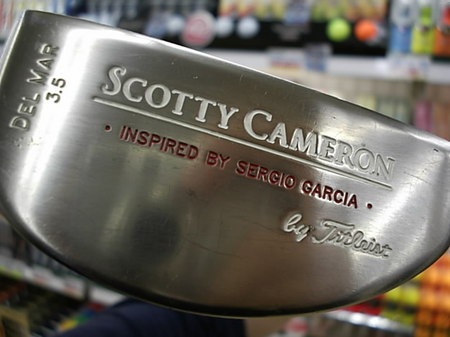 DEL MAR
3.5
SCOTTY CAMERON
• INSPIRED BY SERGIO GARCIA •
by Titleist